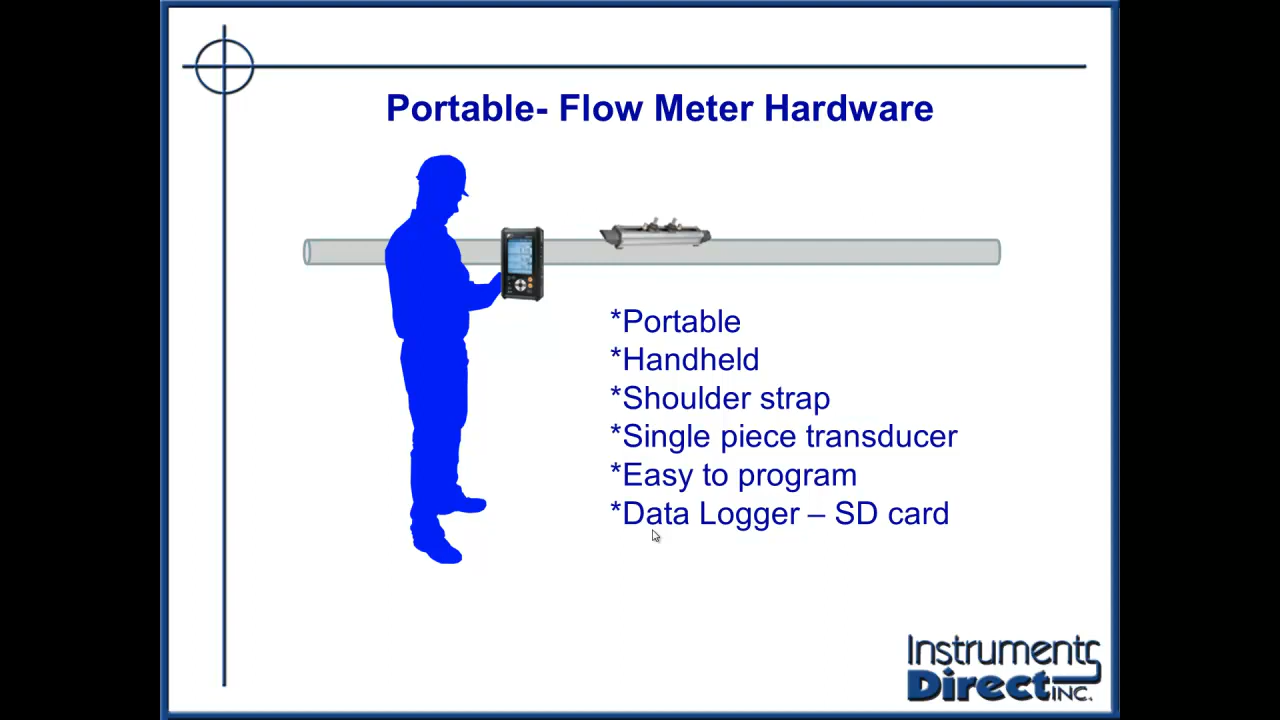 Portable- Flow Meter Hardware
*Portable
*Handheld
*Shoulder strap
*Single piece transducer
*Easy to program
*Data Logger – SD card
Instruments
Direct INC.